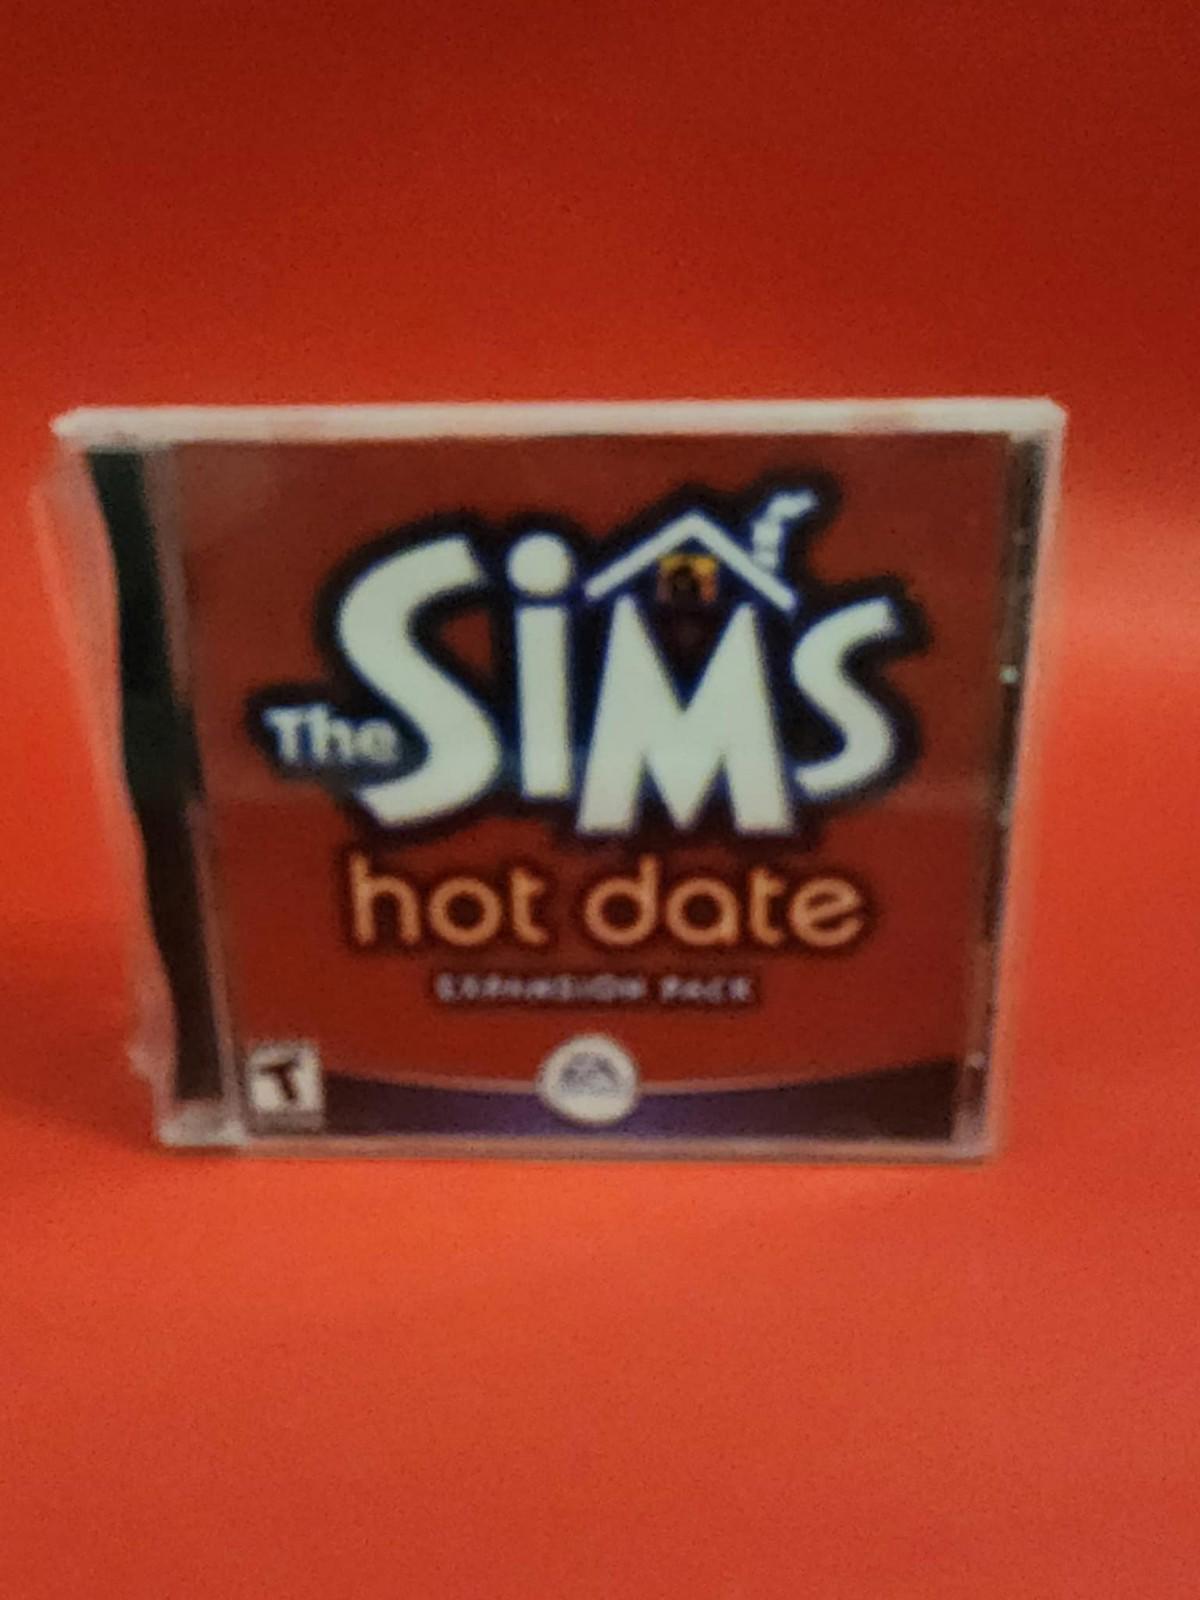 The Sims
hot date
EXPANSION PACK
T
EA